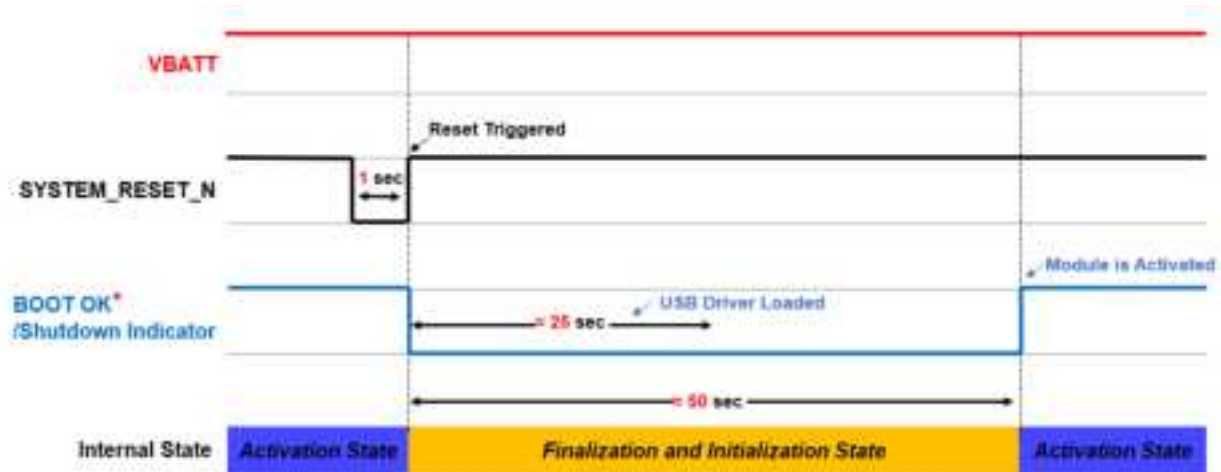 VBATT
Reset Triggered
SYSTEM_RESET_N
1 sec
Module is Activated
BOOT OK*
/Shutdown Indicator
USB Driver Loaded
≈ 25 sec
≈ 50 sec
Internal State
Activation State
Finalization and Initialization State
Activation State